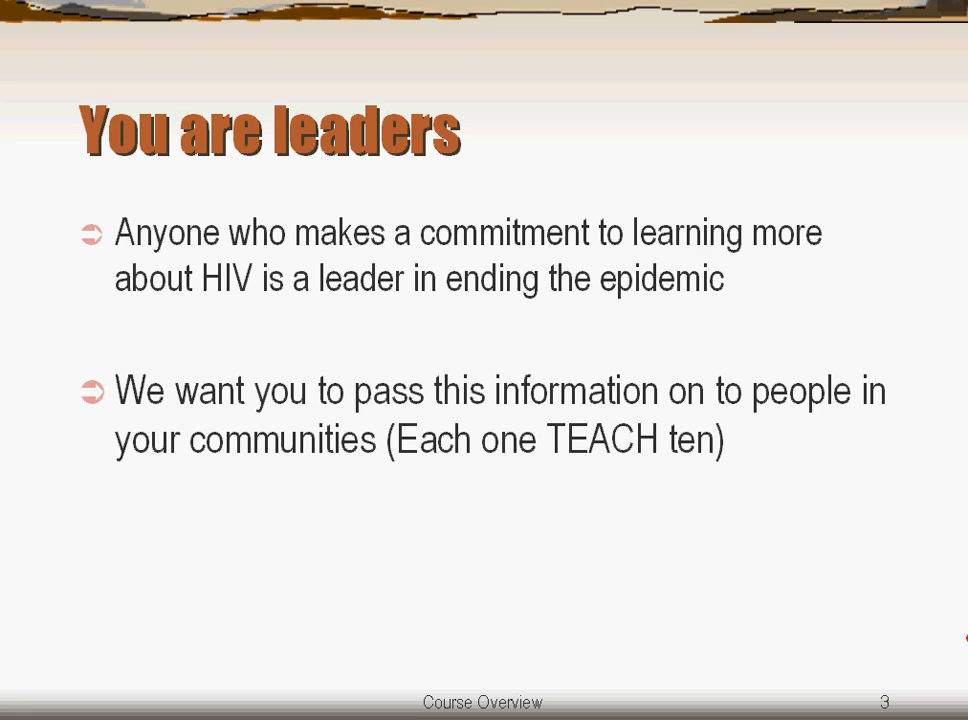 You are leaders
Anyone who makes a commitment to learning more
about HIV is a leader in ending the epidemic
We want you to pass this information on to people in
your communities (Each one TEACH ten)
Course Overview
3